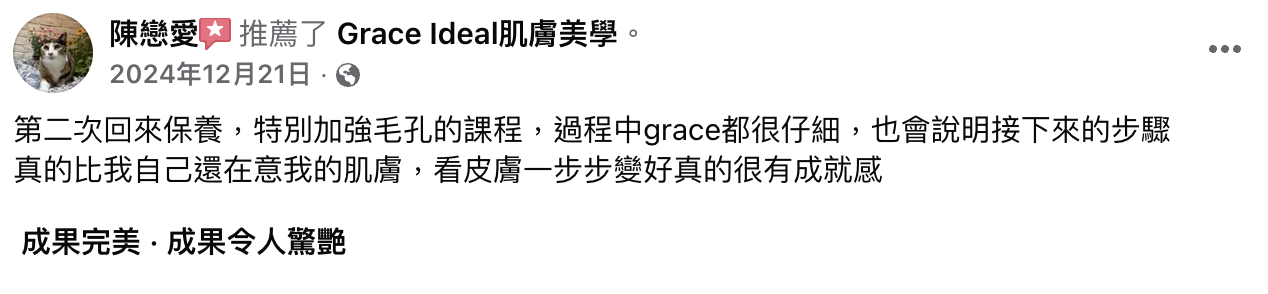 陳戀愛 推薦了 Grace Ideal肌膚美學。
2024年12月21日 ·
第二次回來保養，特別加強毛孔的課程，過程中grace都很仔細，也會說明接下來的步驟
真的比我自己還在意我的肌膚，看皮膚一步步變好真的很有成就感
成果完美 · 成果令人驚艷